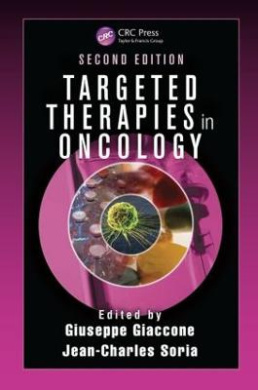 CRC
CRC Press
Taylor & Francis Group
SECOND EDITION
TARGETED
THERAPIES in
ONCOLOGY
Edited by
Giuseppe Giaccone
Jean-Charles Soria